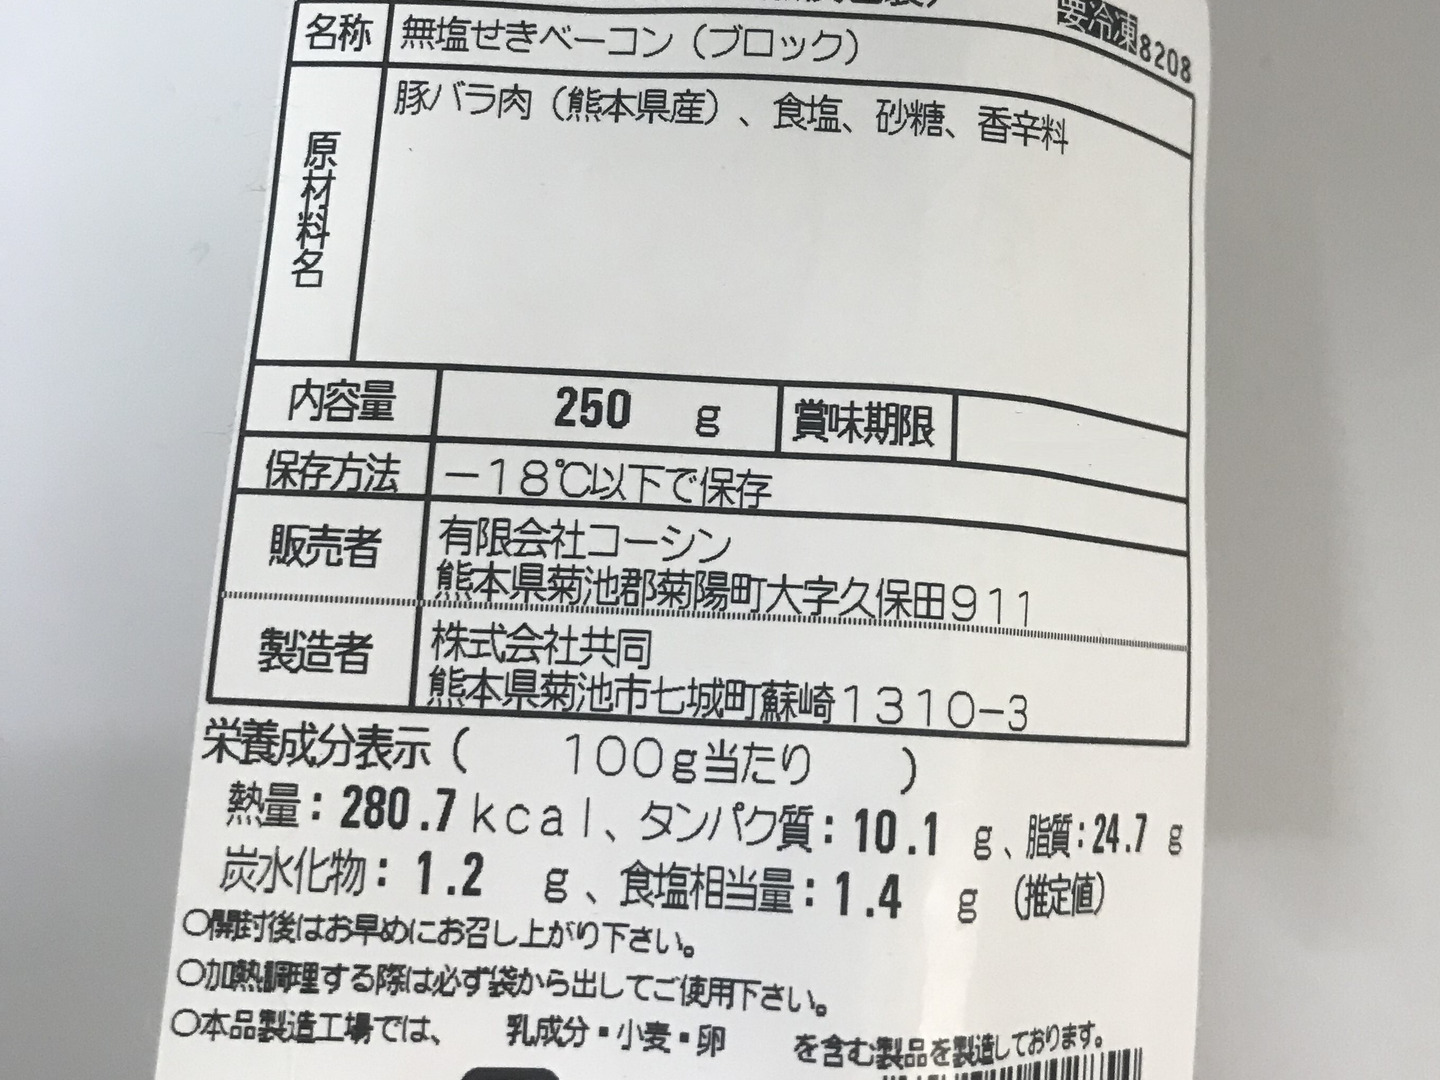 要冷凍8208
名称 無塩せきベーコン（ブロック）
原材料名 豚バラ肉（熊本県産）、食塩、砂糖、香辛料
内容量 250 g 賞味期限
保存方法 －18℃以下で保存
販売者 有限会社コーシン
熊本県菊池郡菊陽町大字久保田911
製造者 株式会社共同
熊本県菊池市七城町蘇崎1310-3
栄養成分表示（ 100g当たり ）
熱量：280.7kcal、タンパク質：10.1 g、脂質：24.7 g
炭水化物：1.2 g、食塩相当量：1.4 g （推定値）
○開封後はお早めにお召し上がり下さい。
○加熱調理する際は必ず袋から出してご使用下さい。
○本品製造工場では、 乳成分・小麦・卵 を含む製品を製造しております。